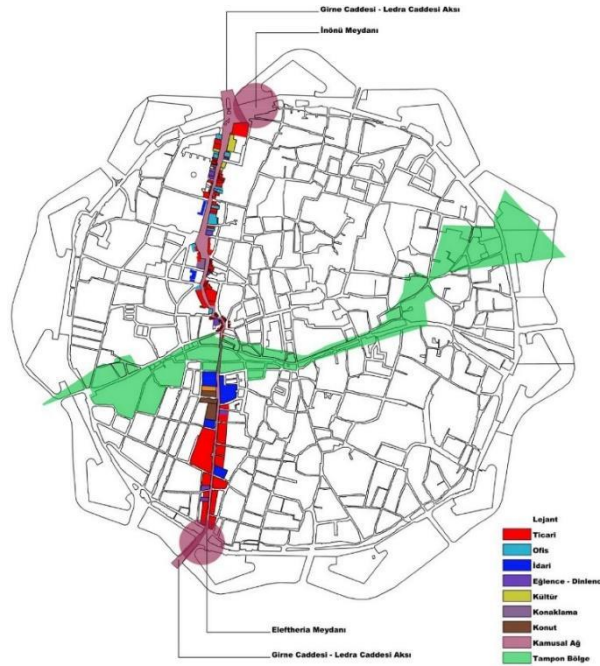 Girne Caddesi - Ledra Caddesi Aksı
İnönü Meydanı
Lejant
Ticari
Ofis
İdari
Eğlence - Dinlenc
Kültür
Konaklama
Konut
Kamusal Ağ
Tampon Bölge
Eleftheria Meydanı
Girne Caddesi - Ledra Caddesi Aksı